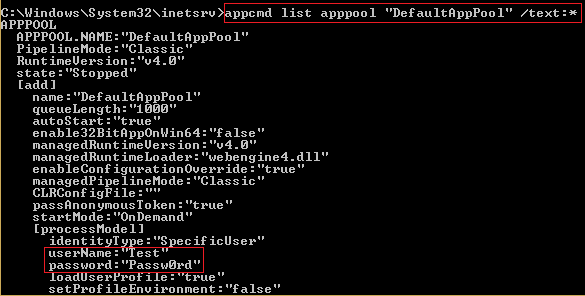 C:\Windows\System32\inetsrv>appcmd list apppool "DefaultAppPool" /text:*
APPPOOL
APPPOOL.NAME:"DefaultAppPool"
PipelineMode:"Classic"
RuntimeVersion:"v4.0"
state:"Stopped"
[add]
name:"DefaultAppPool"
queueLength:"1000"
autoStart:"true"
enable32BitAppOnWin64:"false"
managedRuntimeVersion:"v4.0"
managedRuntimeLoader:"webengine4.dll"
enableConfigurationOverride:"true"
managedPipelineMode:"Classic"
CLRConfigFile:""
passAnonymousToken:"true"
startMode:"OnDemand"
[processModel]
identityType:"SpecificUser"
userName:"Test"
password:"Passw0rd"
loadUserProfile:"true"
setProfileEnvironment:"false"